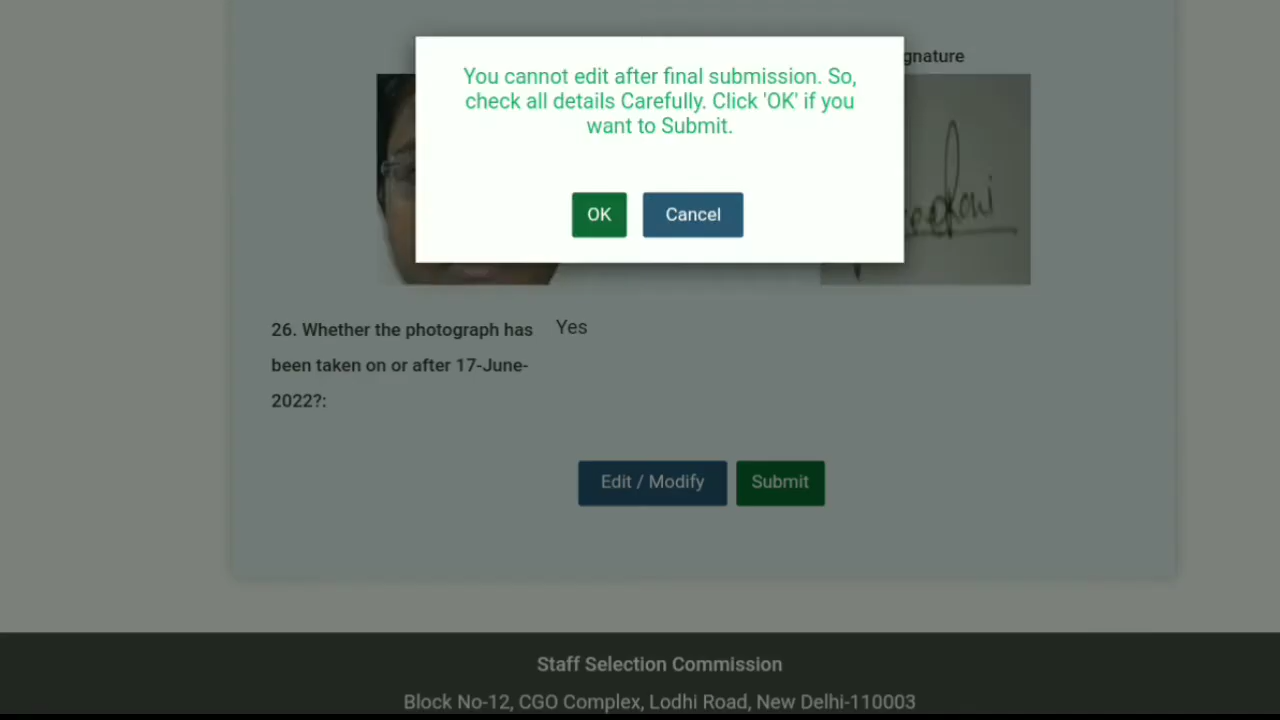 gnature
You cannot edit after final submission. So,
check all details Carefully. Click 'OK' if you
want to Submit.
OK Cancel
26. Whether the photograph has Yes
been taken on or after 17-June-
2022?:
Edit / Modify Submit
Staff Selection Commission
Block No-12, CGO Complex, Lodhi Road, New Delhi-110003